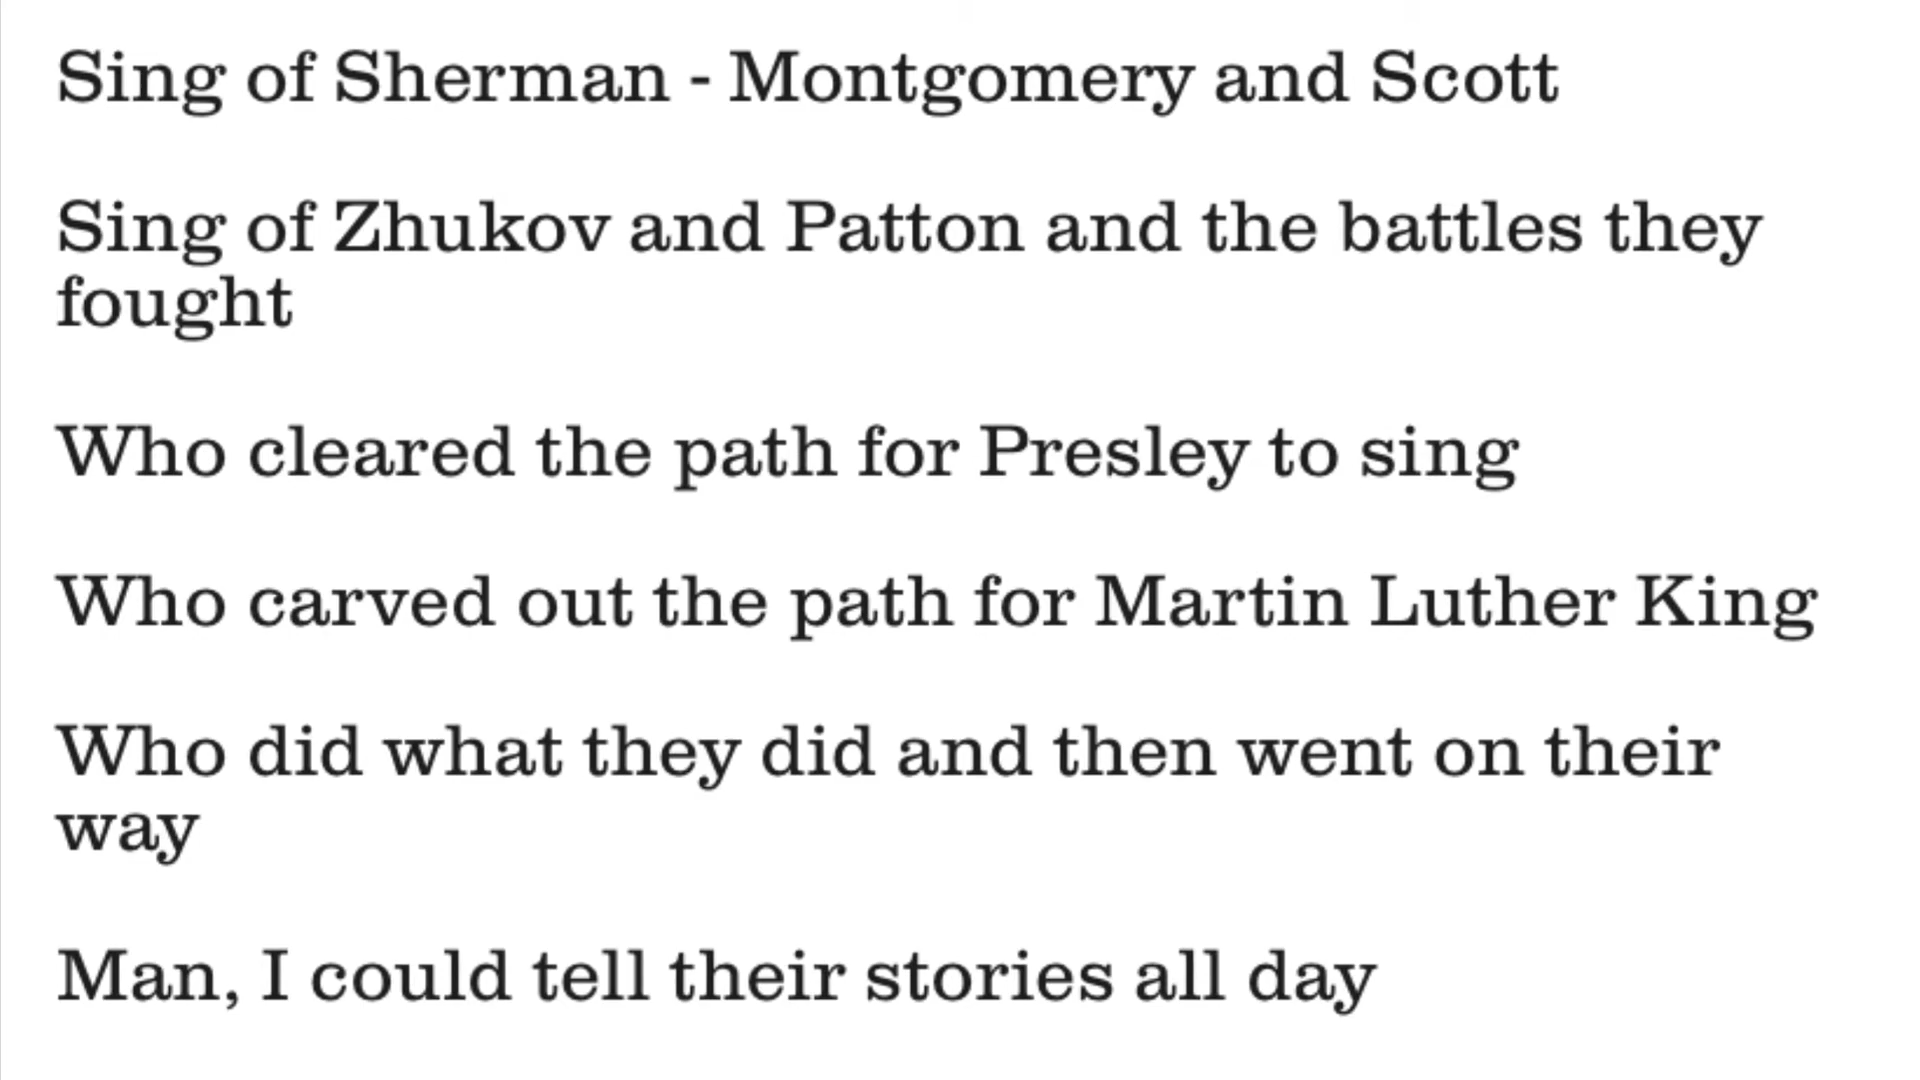 Sing of Sherman - Montgomery and Scott
Sing of Zhukov and Patton and the battles they
fought
Who cleared the path for Presley to sing
Who carved out the path for Martin Luther King
Who did what they did and then went on their
way
Man, I could tell their stories all day